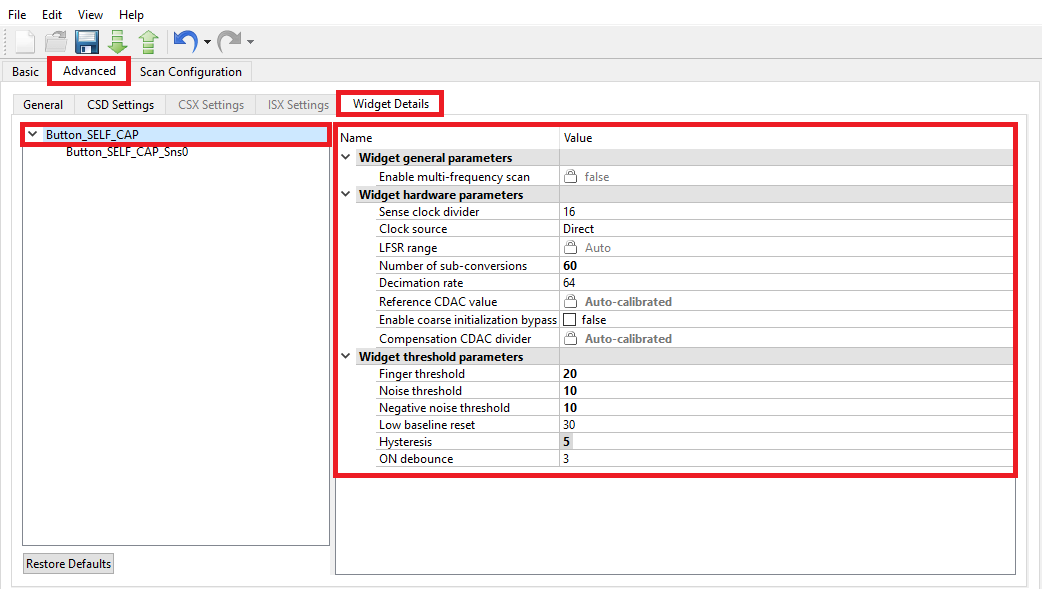 File Edit View Help
Basic Advanced Scan Configuration
General CSD Settings CSX Settings ISX Settings Widget Details
Button_SELF_CAP
Button_SELF_CAP_Sns0
Restore Defaults
Name Value
Widget general parameters
Enable multi-frequency scan false
Widget hardware parameters
Sense clock divider 16
Clock source Direct
LFSR range Auto
Number of sub-conversions 60
Decimation rate 64
Reference CDAC value Auto-calibrated
Enable coarse initialization bypass false
Compensation CDAC divider Auto-calibrated
Widget threshold parameters
Finger threshold 20
Noise threshold 10
Negative noise threshold 10
Low baseline reset 30
Hysteresis 5
ON debounce 3